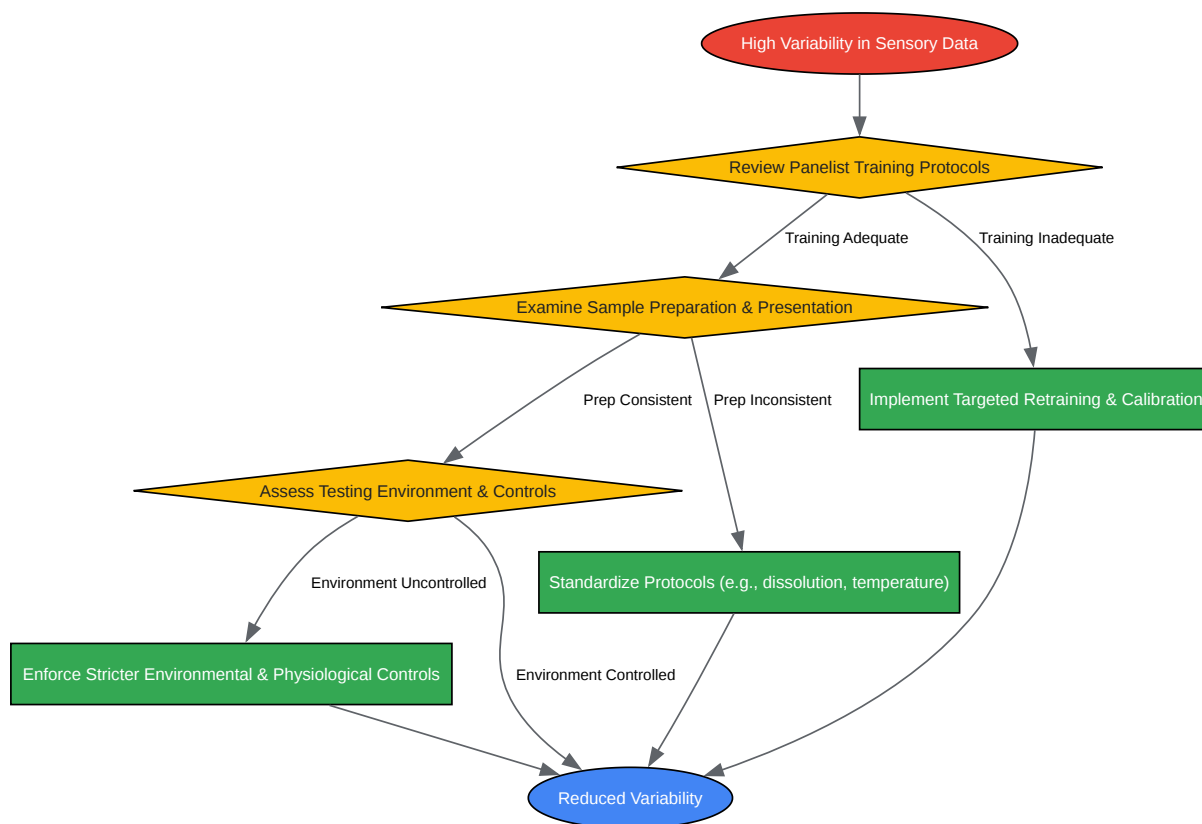 High Variability in Sensory Data
Review Panelist Training Protocols
Training Adequate
Training Inadequate
Examine Sample Preparation & Presentation
Prep Consistent
Prep Inconsistent
Implement Targeted Retraining & Calibration
Assess Testing Environment & Controls
Environment Uncontrolled
Standardize Protocols (e.g., dissolution, temperature)
Enforce Stricter Environmental & Physiological Controls
Environment Controlled
Reduced Variability